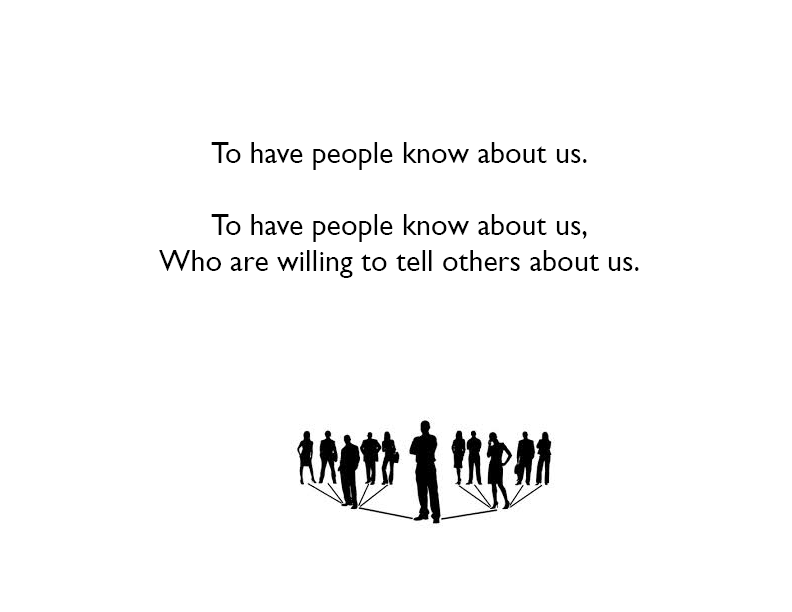 To have people know about us.
To have people know about us,
Who are willing to tell others about us.